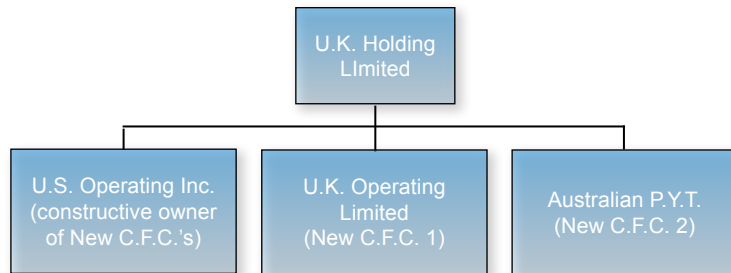 U.K. Holding
LImited
U.S. Operating Inc.
(constructive owner
of New C.F.C.'s)
U.K. Operating
Limited
(New C.F.C. 1)
Australian P.Y.T.
(New C.F.C. 2)